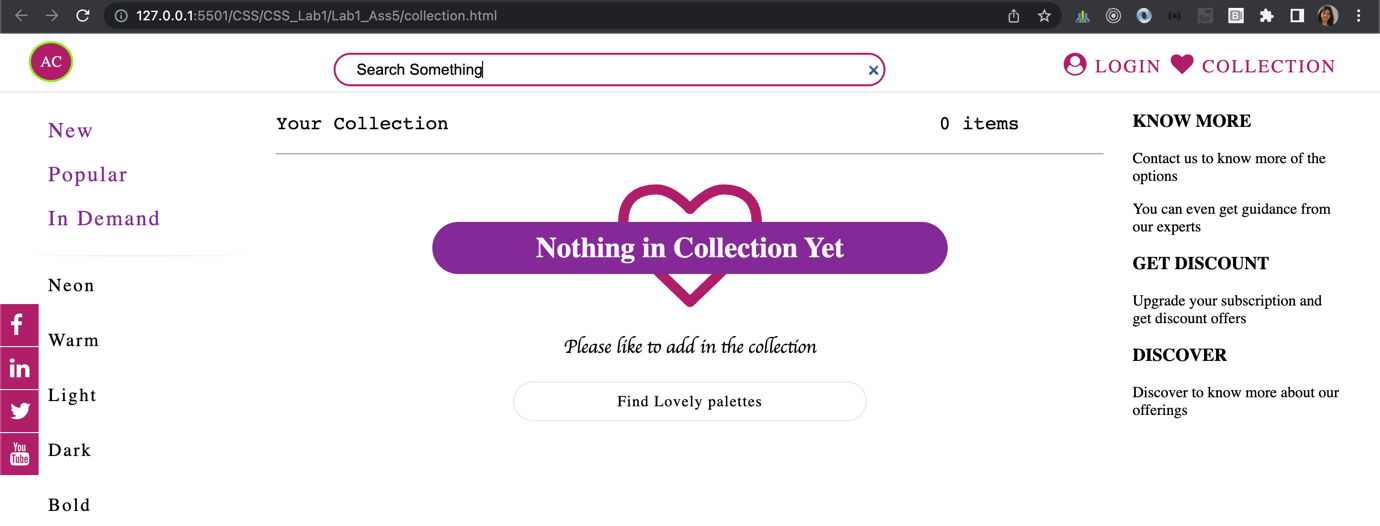 127.0.0.1:5501/CSS/CSS_Lab1/Lab1_Ass5/collection.html
AC
Search Something
LOGIN
COLLECTION
New
Popular
In Demand
Neon
Warm
Light
Dark
Bold
You
Tube
Your Collection
0 items
Nothing in Collection Yet
Please like to add in the collection
Find Lovely palettes
KNOW MORE
Contact us to know more of the
options
You can even get guidance from
our experts
GET DISCOUNT
Upgrade your subscription and
get discount offers
DISCOVER
Discover to know more about our
offerings